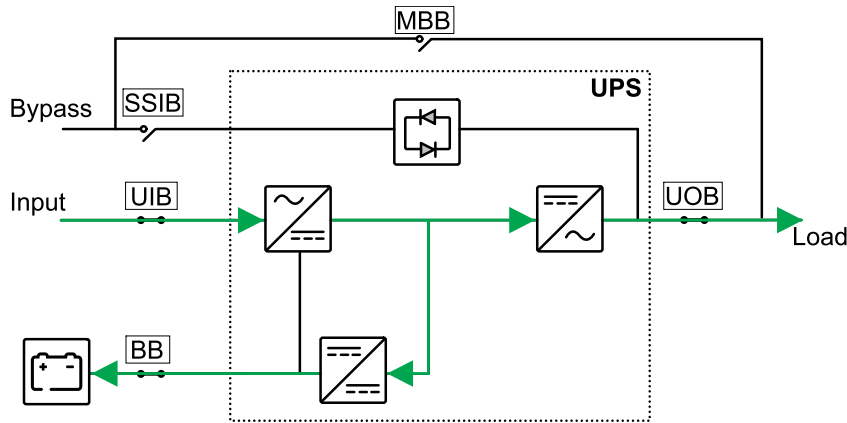 MBB
UPS
Bypass
SSIB
Input
UIB
UOB
Load
BB